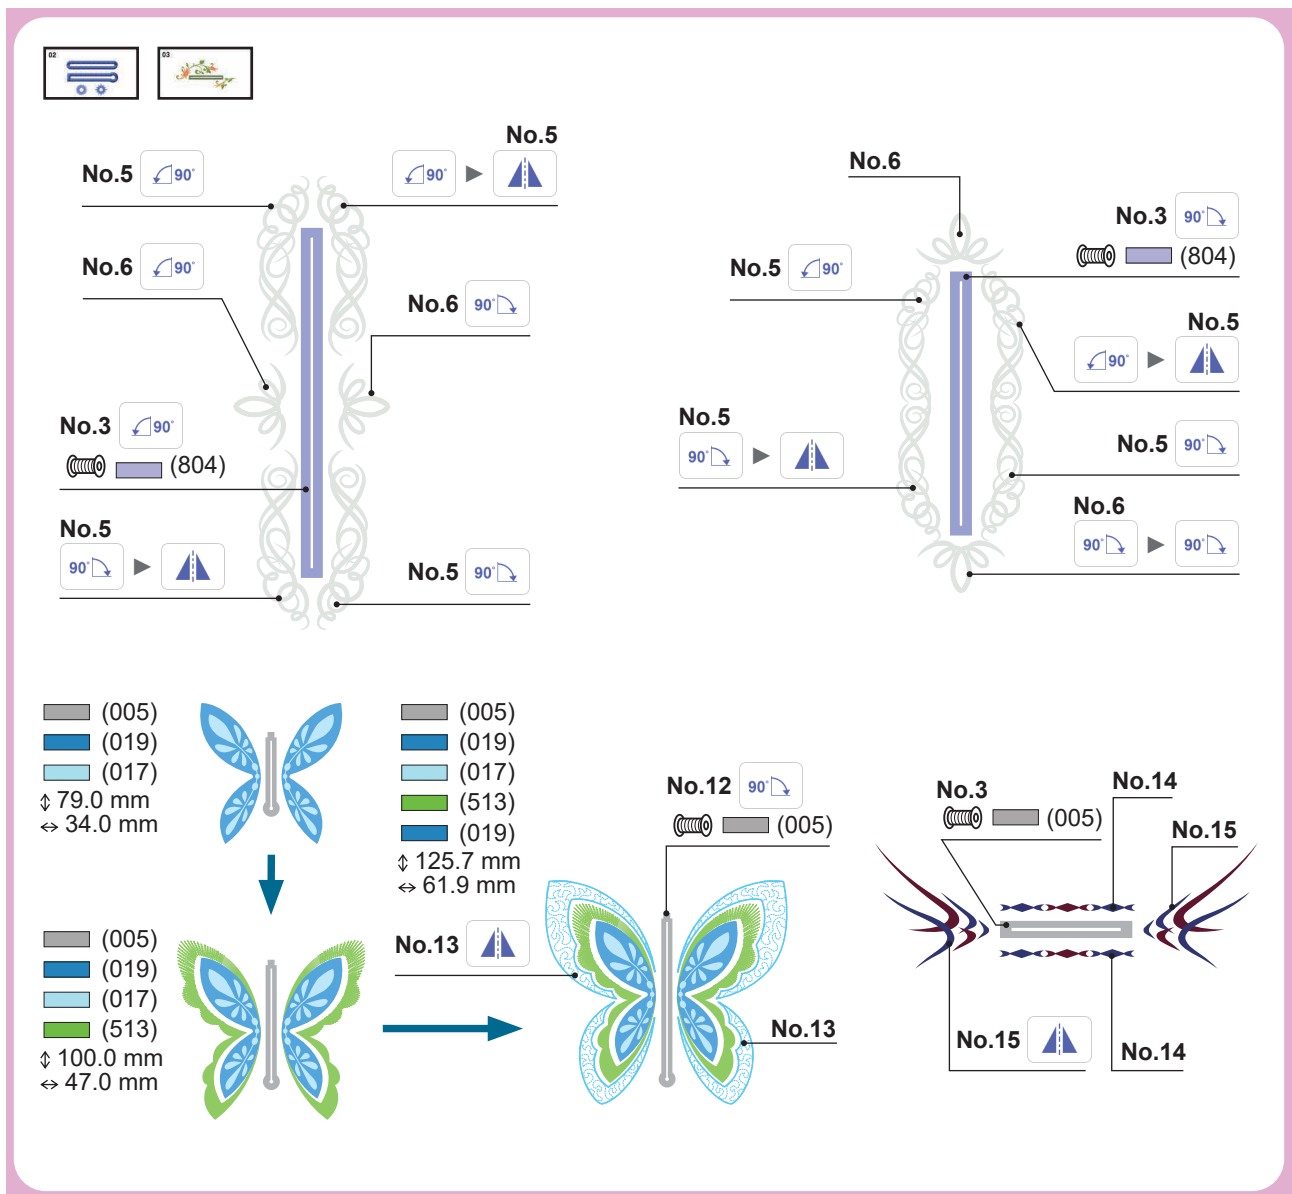 02
03
No.5 90°
No.5
90°
No.6 90°
No.6 90°
No.3 90°
(804)
No.5
90°
No.5 90°
No.6
No.3 90°
(804)
No.5 90°
No.5
90°
No.5
90°
No.5 90°
No.6
90° 90°
(005)
(019)
(017)
79.0 mm
34.0 mm
(005)
(019)
(017)
(513)
100.0 mm
47.0 mm
(005)
(019)
(017)
(513)
(019)
125.7 mm
61.9 mm
No.12 90°
(005)
No.13
No.13
No.3
(005)
No.14
No.15
No.15
No.14